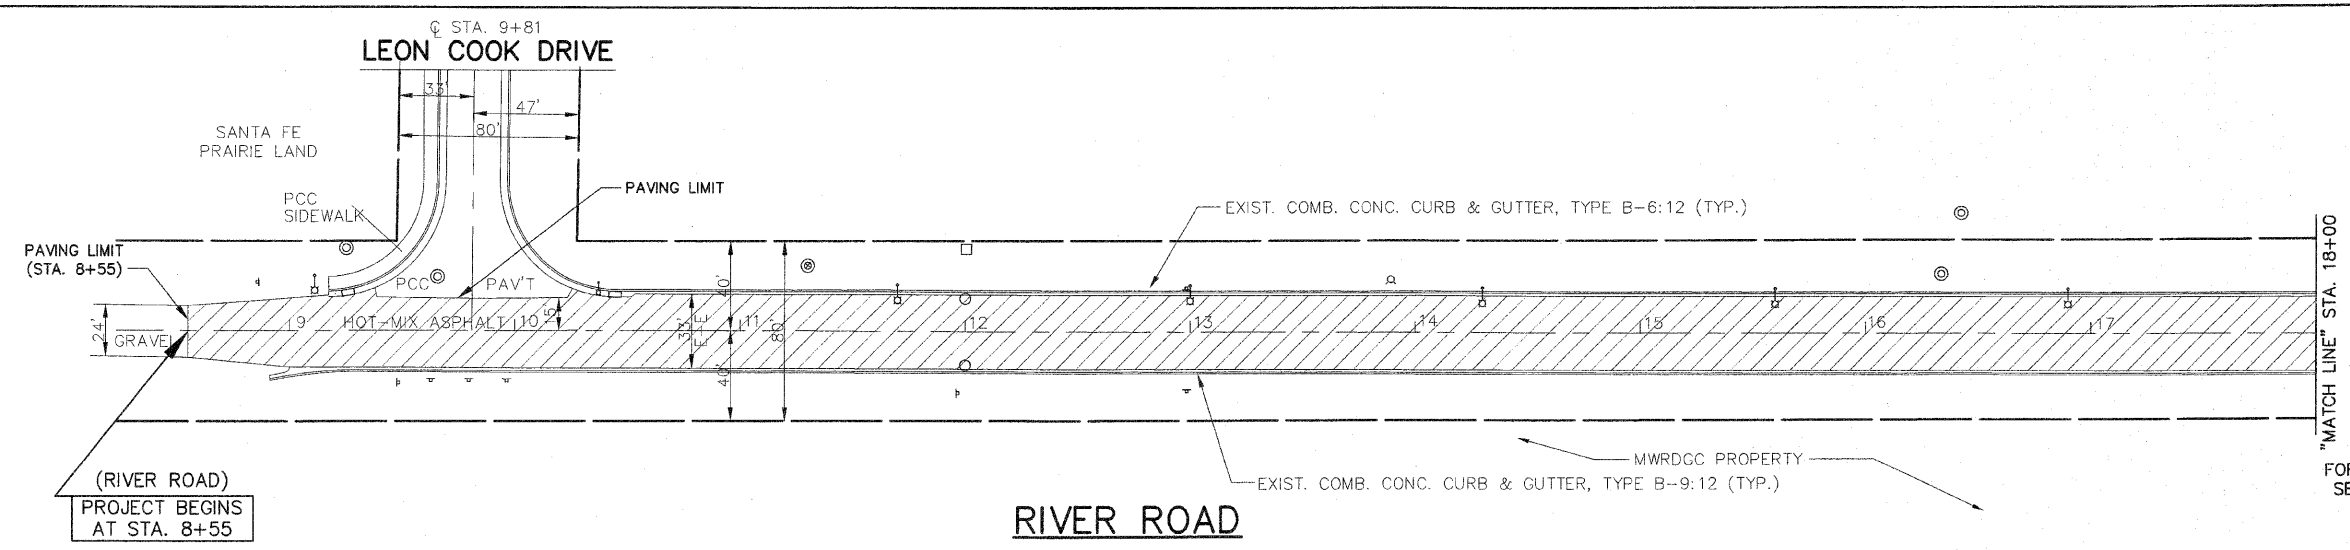 ℄ STA. 9+81
LEON COOK DRIVE
33'
47'
80'
SANTA FE
PRAIRIE LAND
PAVING LIMIT
PCC
SIDEWALK
EXIST. COMB. CONC. CURB & GUTTER, TYPE B-6:12 (TYP.)
PAVING LIMIT
(STA. 8+55)
PCC PAV'T
24'
GRAVEL
9
HOT-MIX ASPHALT
10
15'
33'
E-E
40'
40'
80'
11
12
13
14
15
16
17
"MATCH LINE" STA. 18+00
MWRDGC PROPERTY
(RIVER ROAD)
PROJECT BEGINS
AT STA. 8+55
EXIST. COMB. CONC. CURB & GUTTER, TYPE B-9:12 (TYP.)
RIVER ROAD